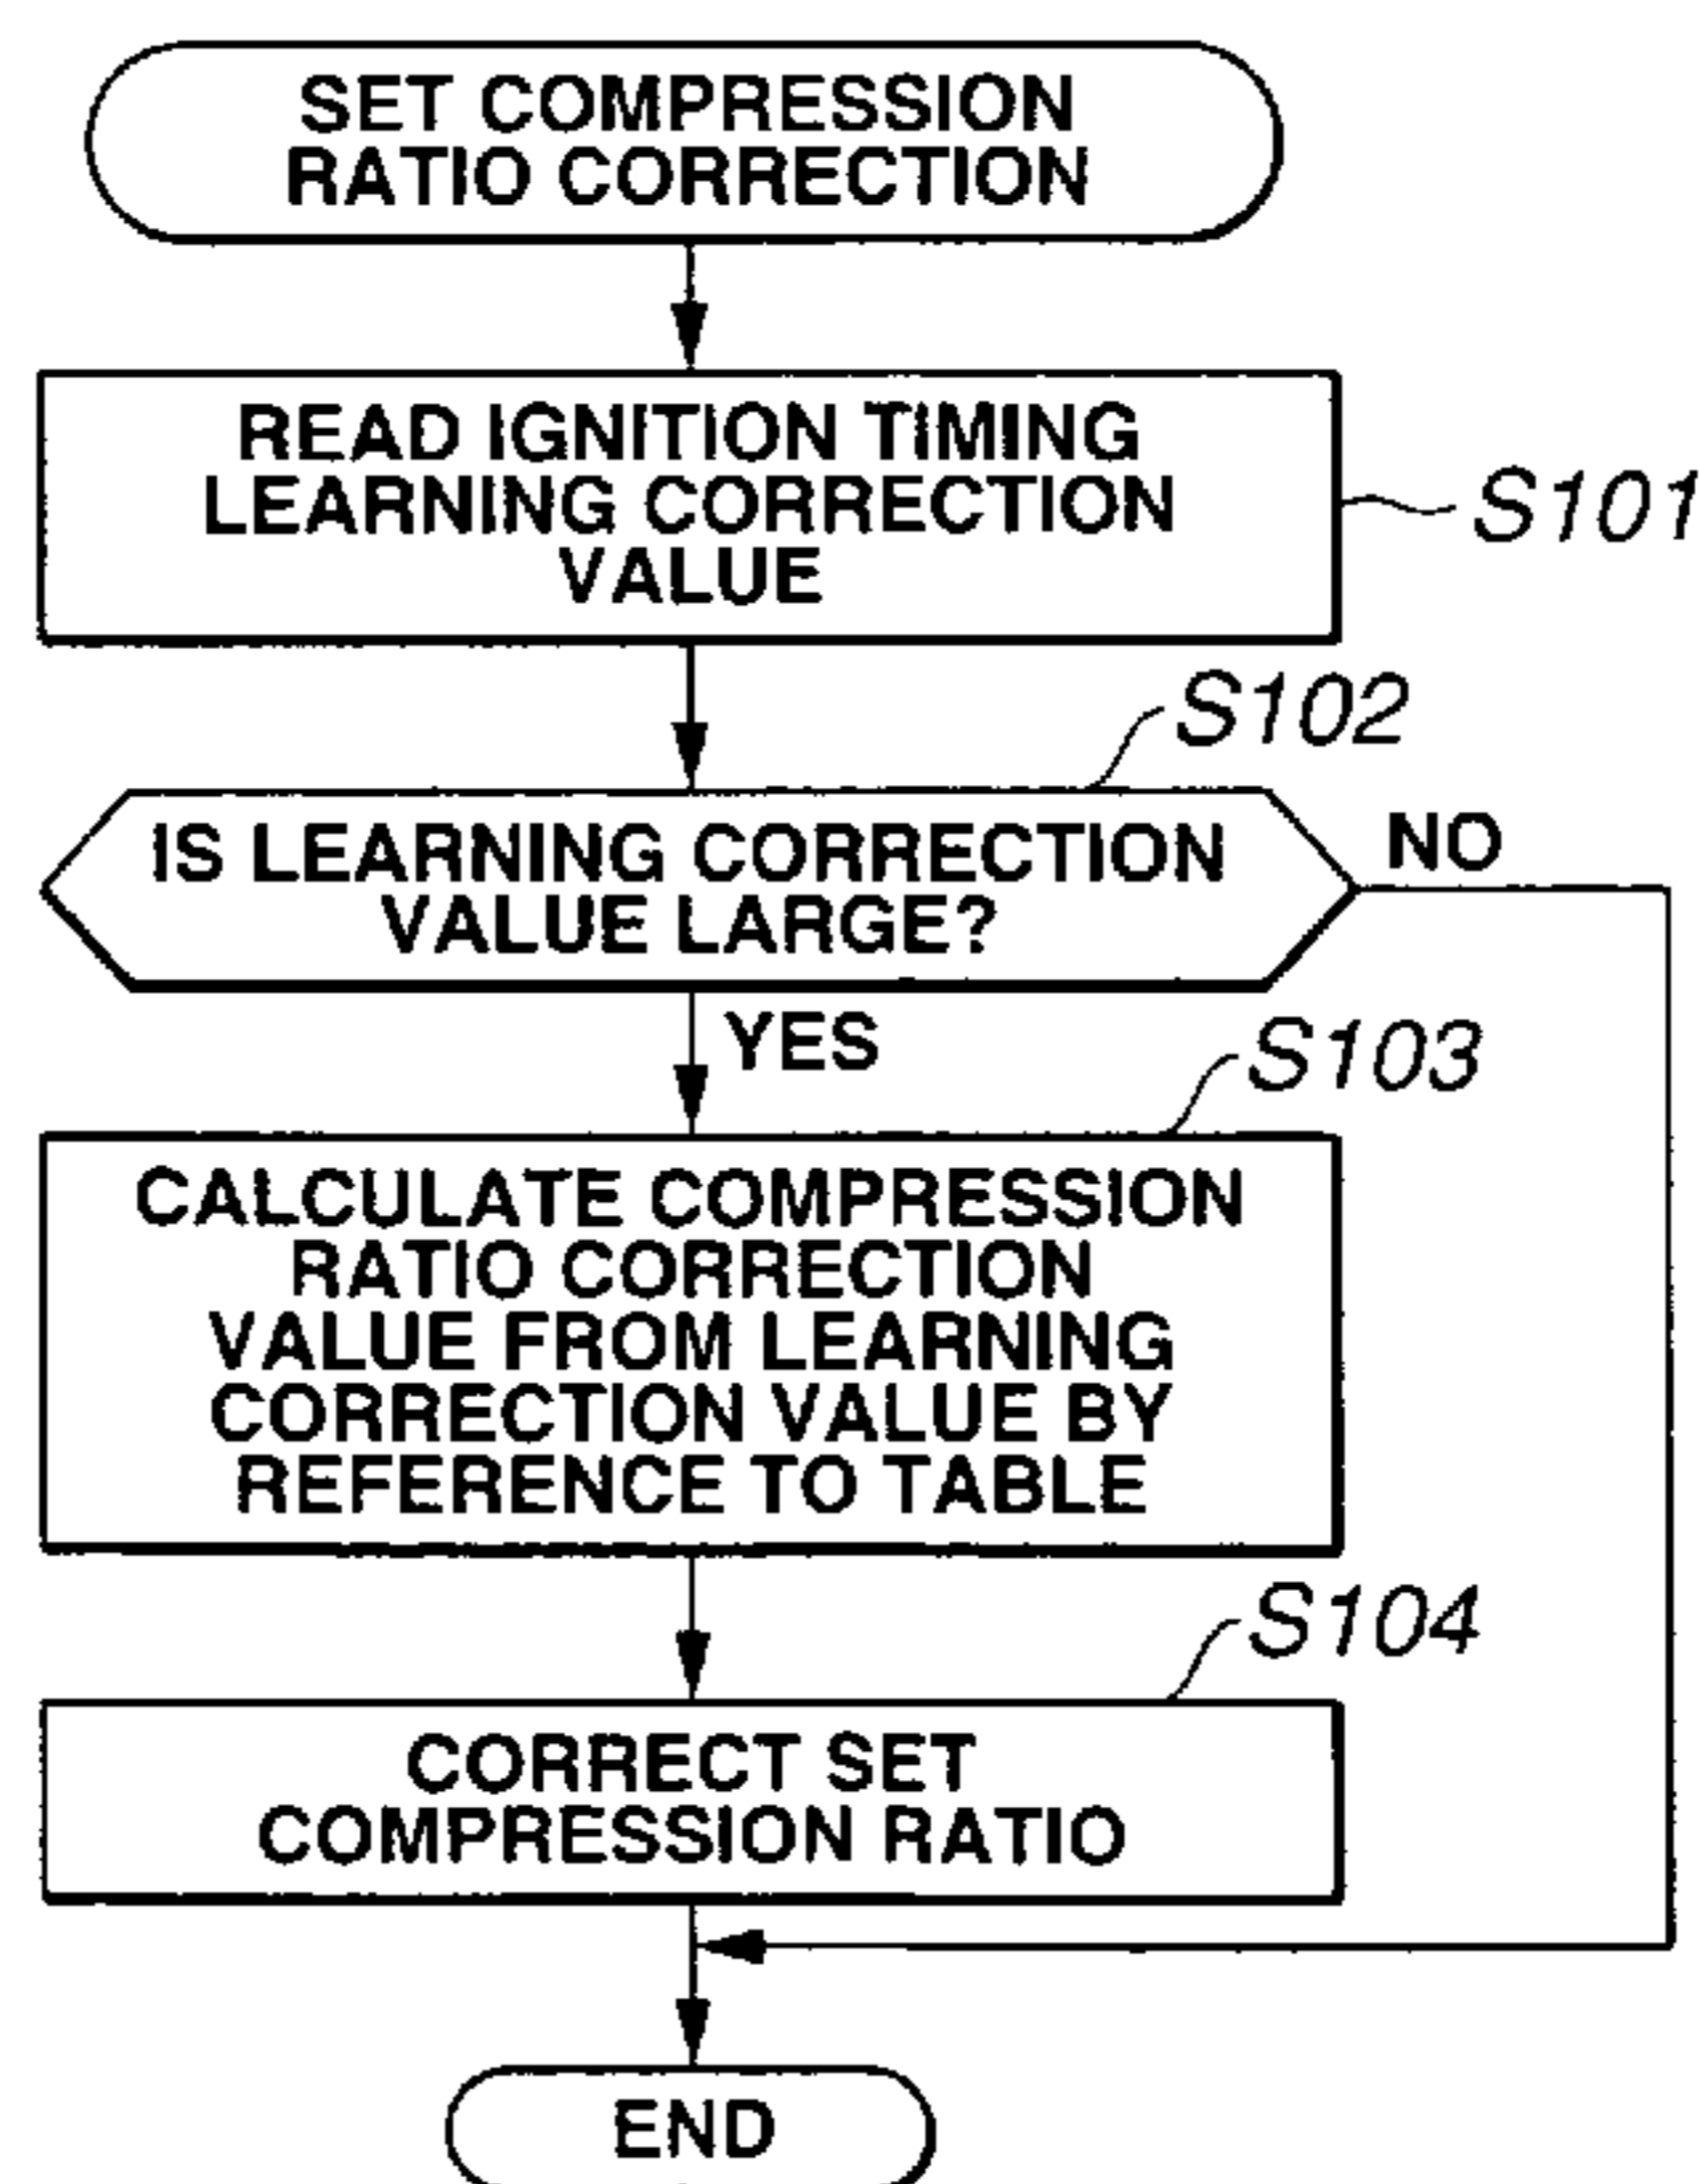 SET COMPRESSION
RATIO CORRECTION
READ IGNITION TIMING
LEARNING CORRECTION
VALUE
S101
S102
IS LEARNING CORRECTION
VALUE LARGE?
NO
YES
S103
CALCULATE COMPRESSION
RATIO CORRECTION
VALUE FROM LEARNING
CORRECTION VALUE BY
REFERENCE TO TABLE
S104
CORRECT SET
COMPRESSION RATIO
END